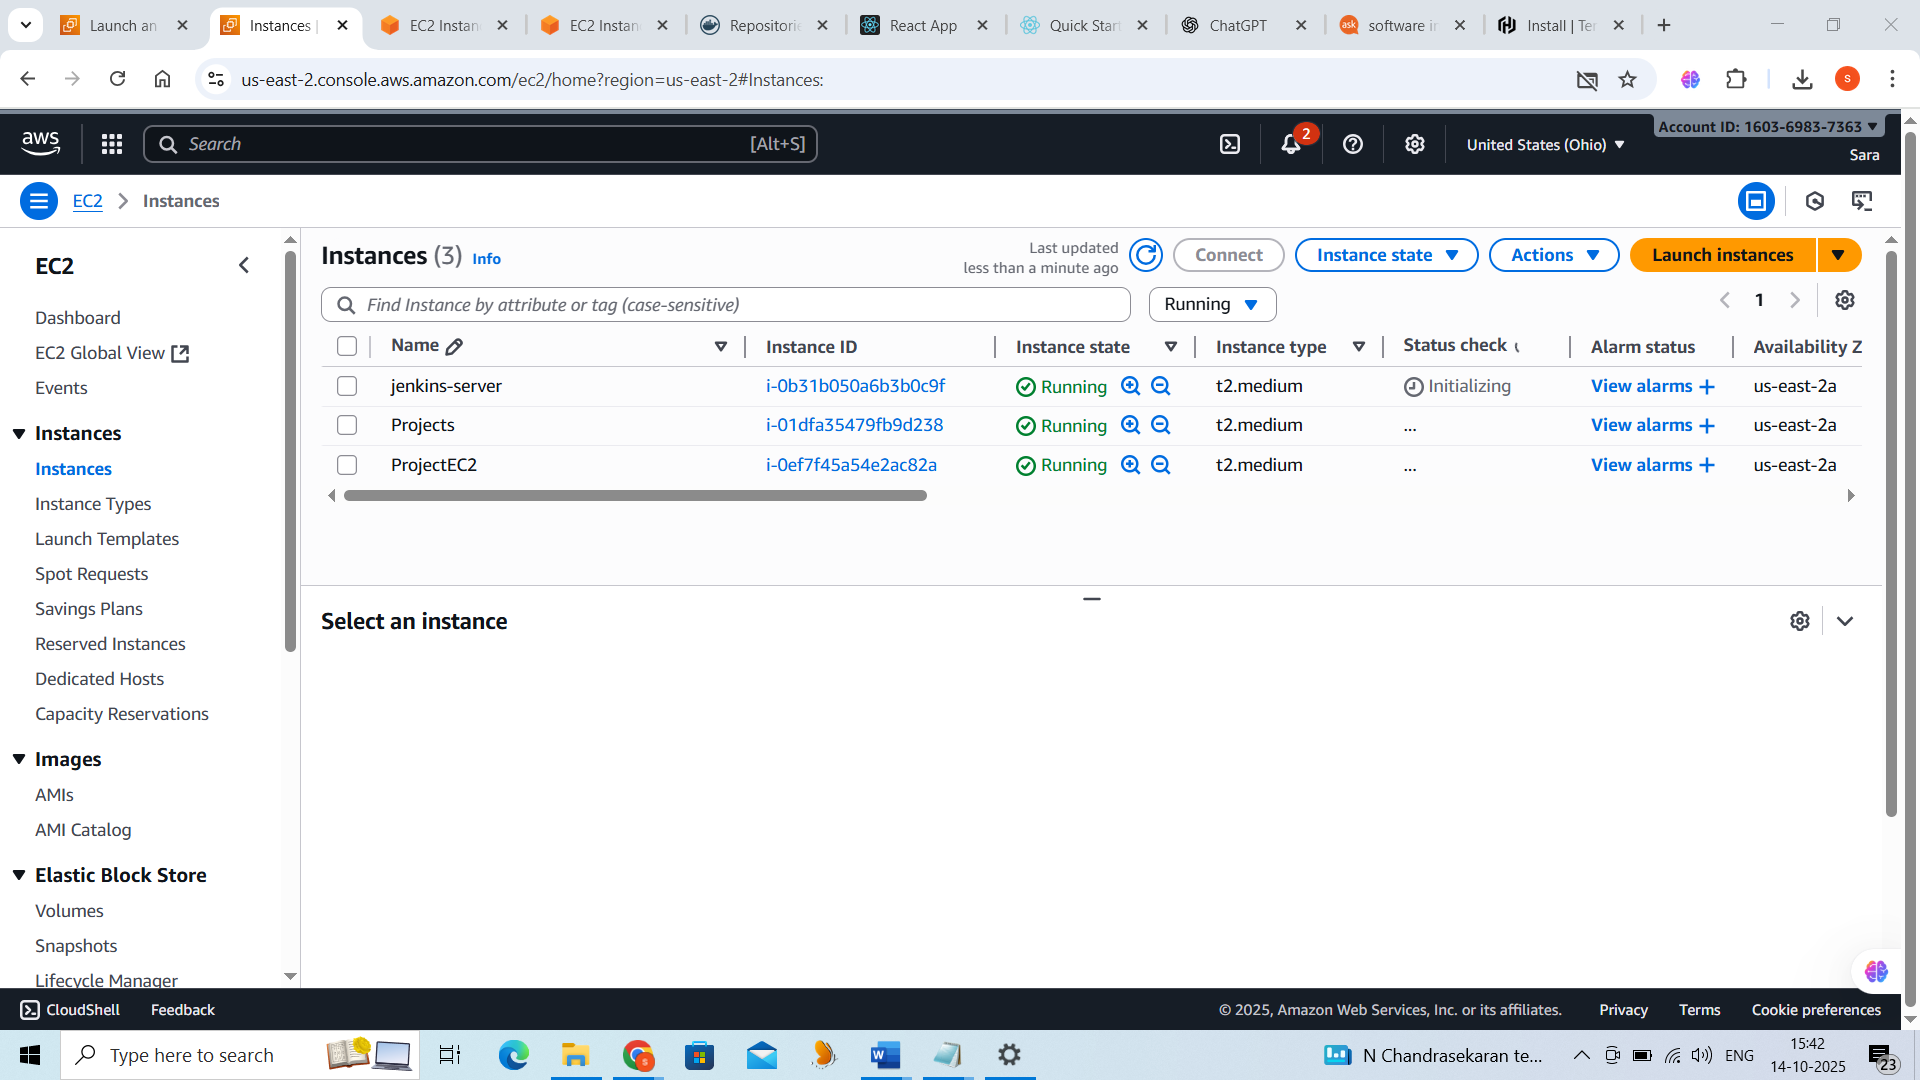 Launch an
Instances |
EC2 Instan
EC2 Instan
Repositorie
React App
Quick Start
ChatGPT
ask
software in
Install | Ter
us-east-2.console.aws.amazon.com/ec2/home?region=us-east-2#Instances:
S
aws
Search
[Alt+S]
2
United States (Ohio)
Account ID: 1603-6983-7363
Sara
EC2
Instances
EC2
Dashboard
EC2 Global View
Events
Instances
Instances
Instance Types
Launch Templates
Spot Requests
Savings Plans
Reserved Instances
Dedicated Hosts
Capacity Reservations
Images
AMIs
AMI Catalog
Elastic Block Store
Volumes
Snapshots
Lifecycle Manager
Instances (3) Info
Last updated
less than a minute ago
Connect
Instance state
Actions
Launch instances
Find Instance by attribute or tag (case-sensitive)
Running
1
Name Instance ID Instance state Instance type Status check Alarm status Availability Z
jenkins-server i-0b31b050a6b3b0c9f Running t2.medium Initializing View alarms + us-east-2a
Projects i-01dfa35479fb9d238 Running t2.medium ... View alarms + us-east-2a
ProjectEC2 i-0ef7f45a54e2ac82a Running t2.medium ... View alarms + us-east-2a
Select an instance
CloudShell
Feedback
© 2025, Amazon Web Services, Inc. or its affiliates.
Privacy
Terms
Cookie preferences
Type here to search
N Chandrasekaran te...
ENG
15:42
14-10-2025
23